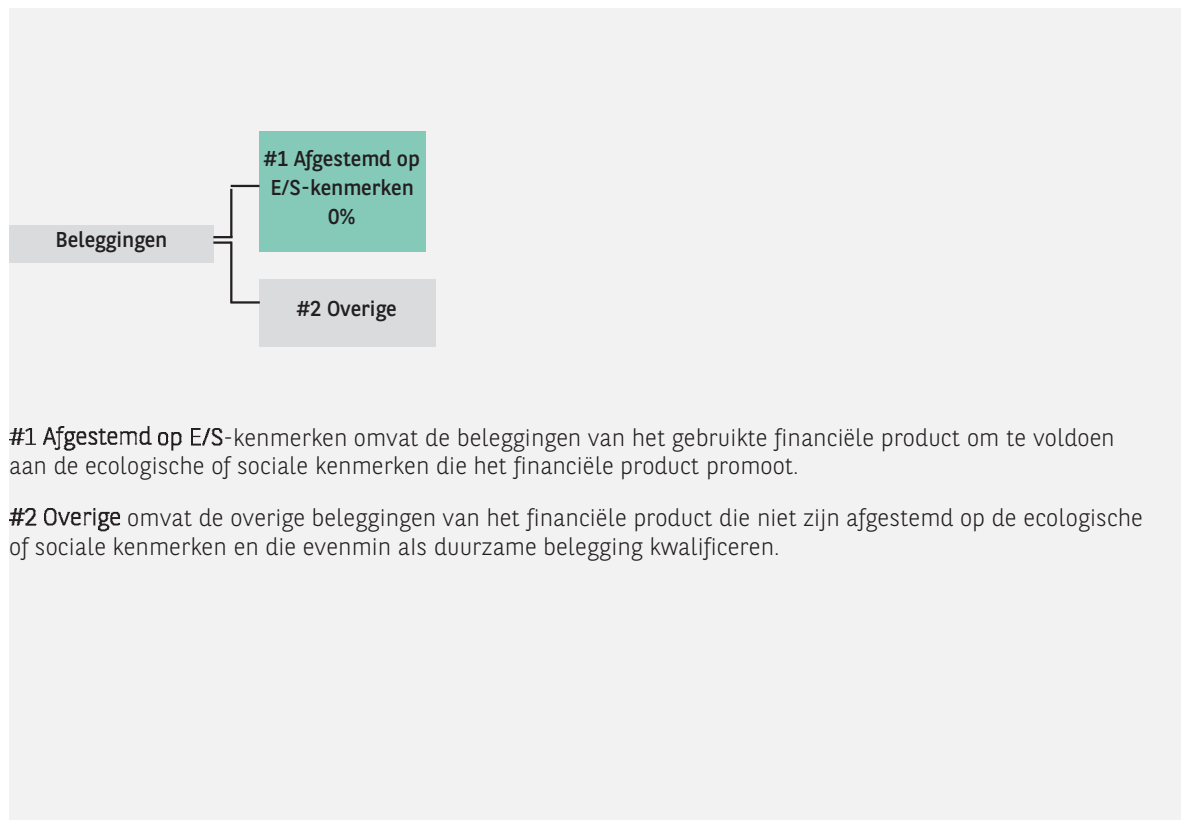 #1 Afgestemd op
E/S-kenmerken
0%
Beleggingen
#2 Overige
#1 Afgestemd op E/S-kenmerken omvat de beleggingen van het gebruikte financiële product om te voldoen
aan de ecologische of sociale kenmerken die het financiële product promoot.
#2 Overige omvat de overige beleggingen van het financiële product die niet zijn afgestemd op de ecologische
of sociale kenmerken en die evenmin als duurzame belegging kwalificeren.